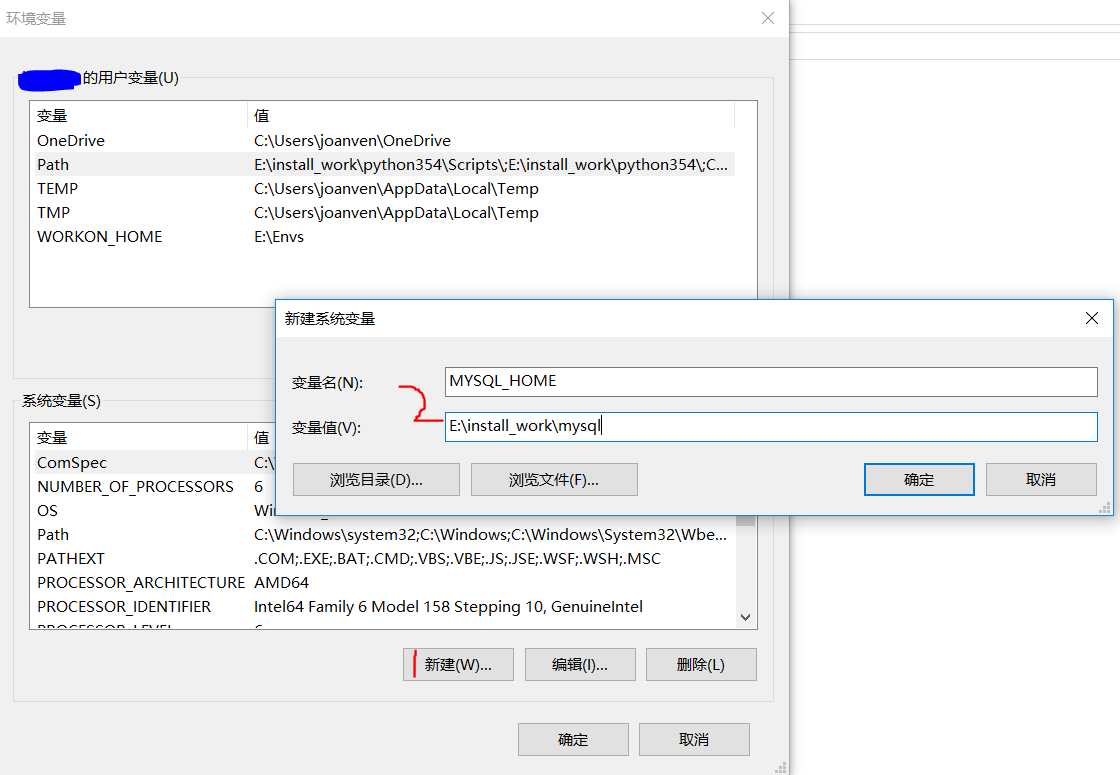 环境变量
的用户变量(U)
变量 值
OneDrive C:\Users\joanven\OneDrive
Path E:\install_work\python354\Scripts\;E:\install_work\python354\;C...
TEMP C:\Users\joanven\AppData\Local\Temp
TMP C:\Users\joanven\AppData\Local\Temp
WORKON_HOME E:\Envs
新建系统变量
变量名(N): MYSQL_HOME
变量值(V): E:\install_work\mysql
浏览目录(D)... 浏览文件(F)... 确定 取消
系统变量(S)
变量 值
ComSpec C:\
NUMBER_OF_PROCESSORS 6
OS
Path C:\Windows\system32;C:\Windows;C:\Windows\System32\Wbe...
PATHEXT .COM;.EXE;.BAT;.CMD;.VBS;.VBE;.JS;.JSE;.WSF;.WSH;.MSC
PROCESSOR_ARCHITECTURE AMD64
PROCESSOR_IDENTIFIER Intel64 Family 6 Model 158 Stepping 10, GenuineIntel
新建(W)... 编辑(I)... 删除(L)
确定 取消